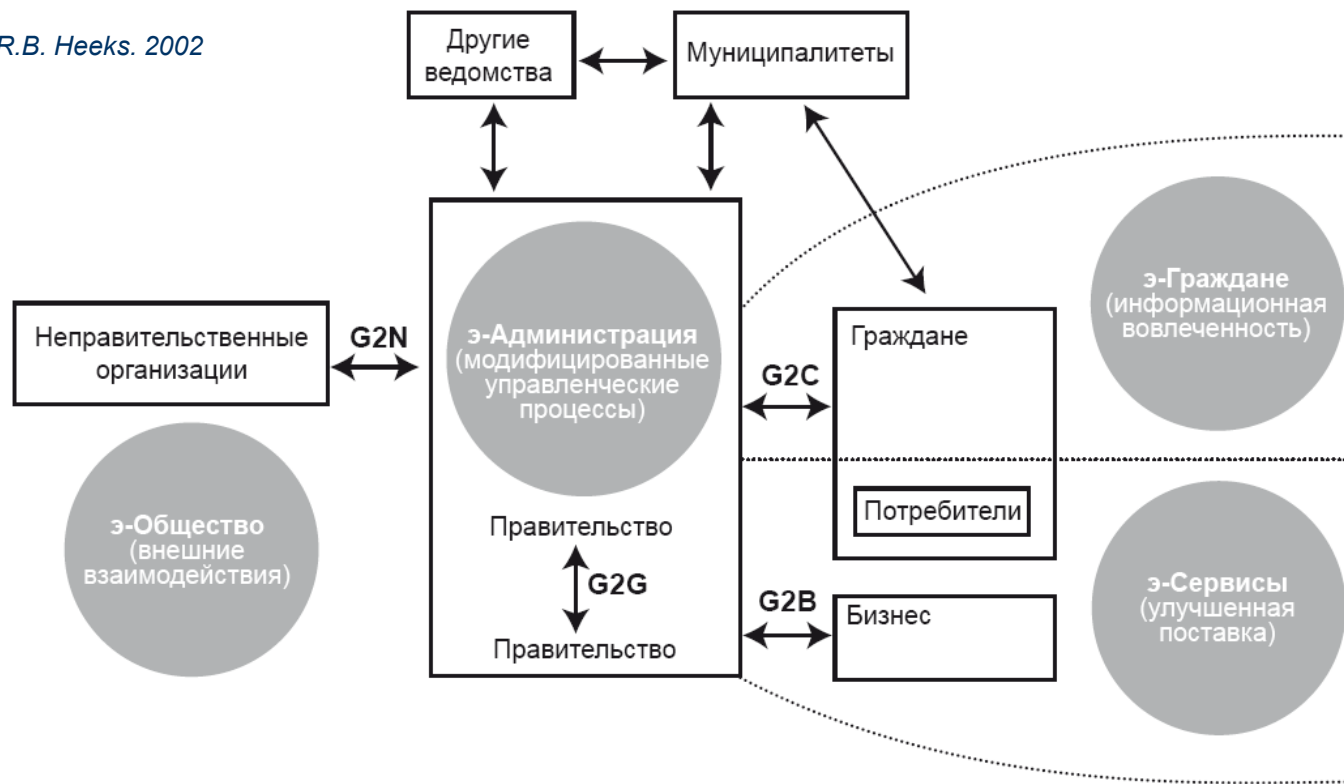 R.B. Heeks. 2002
Другие
ведомства
Муниципалитеты
Неправительственные
организации
G2N
э-Администрация
(модифицированные
управленческие
процессы)
G2C
Граждане
э-Граждане
(информационная
вовлеченность)
Потребители
э-Общество
(внешние
взаимодействия)
Правительство
G2G
Правительство
G2B
Бизнес
э-Сервисы
(улучшенная
поставка)